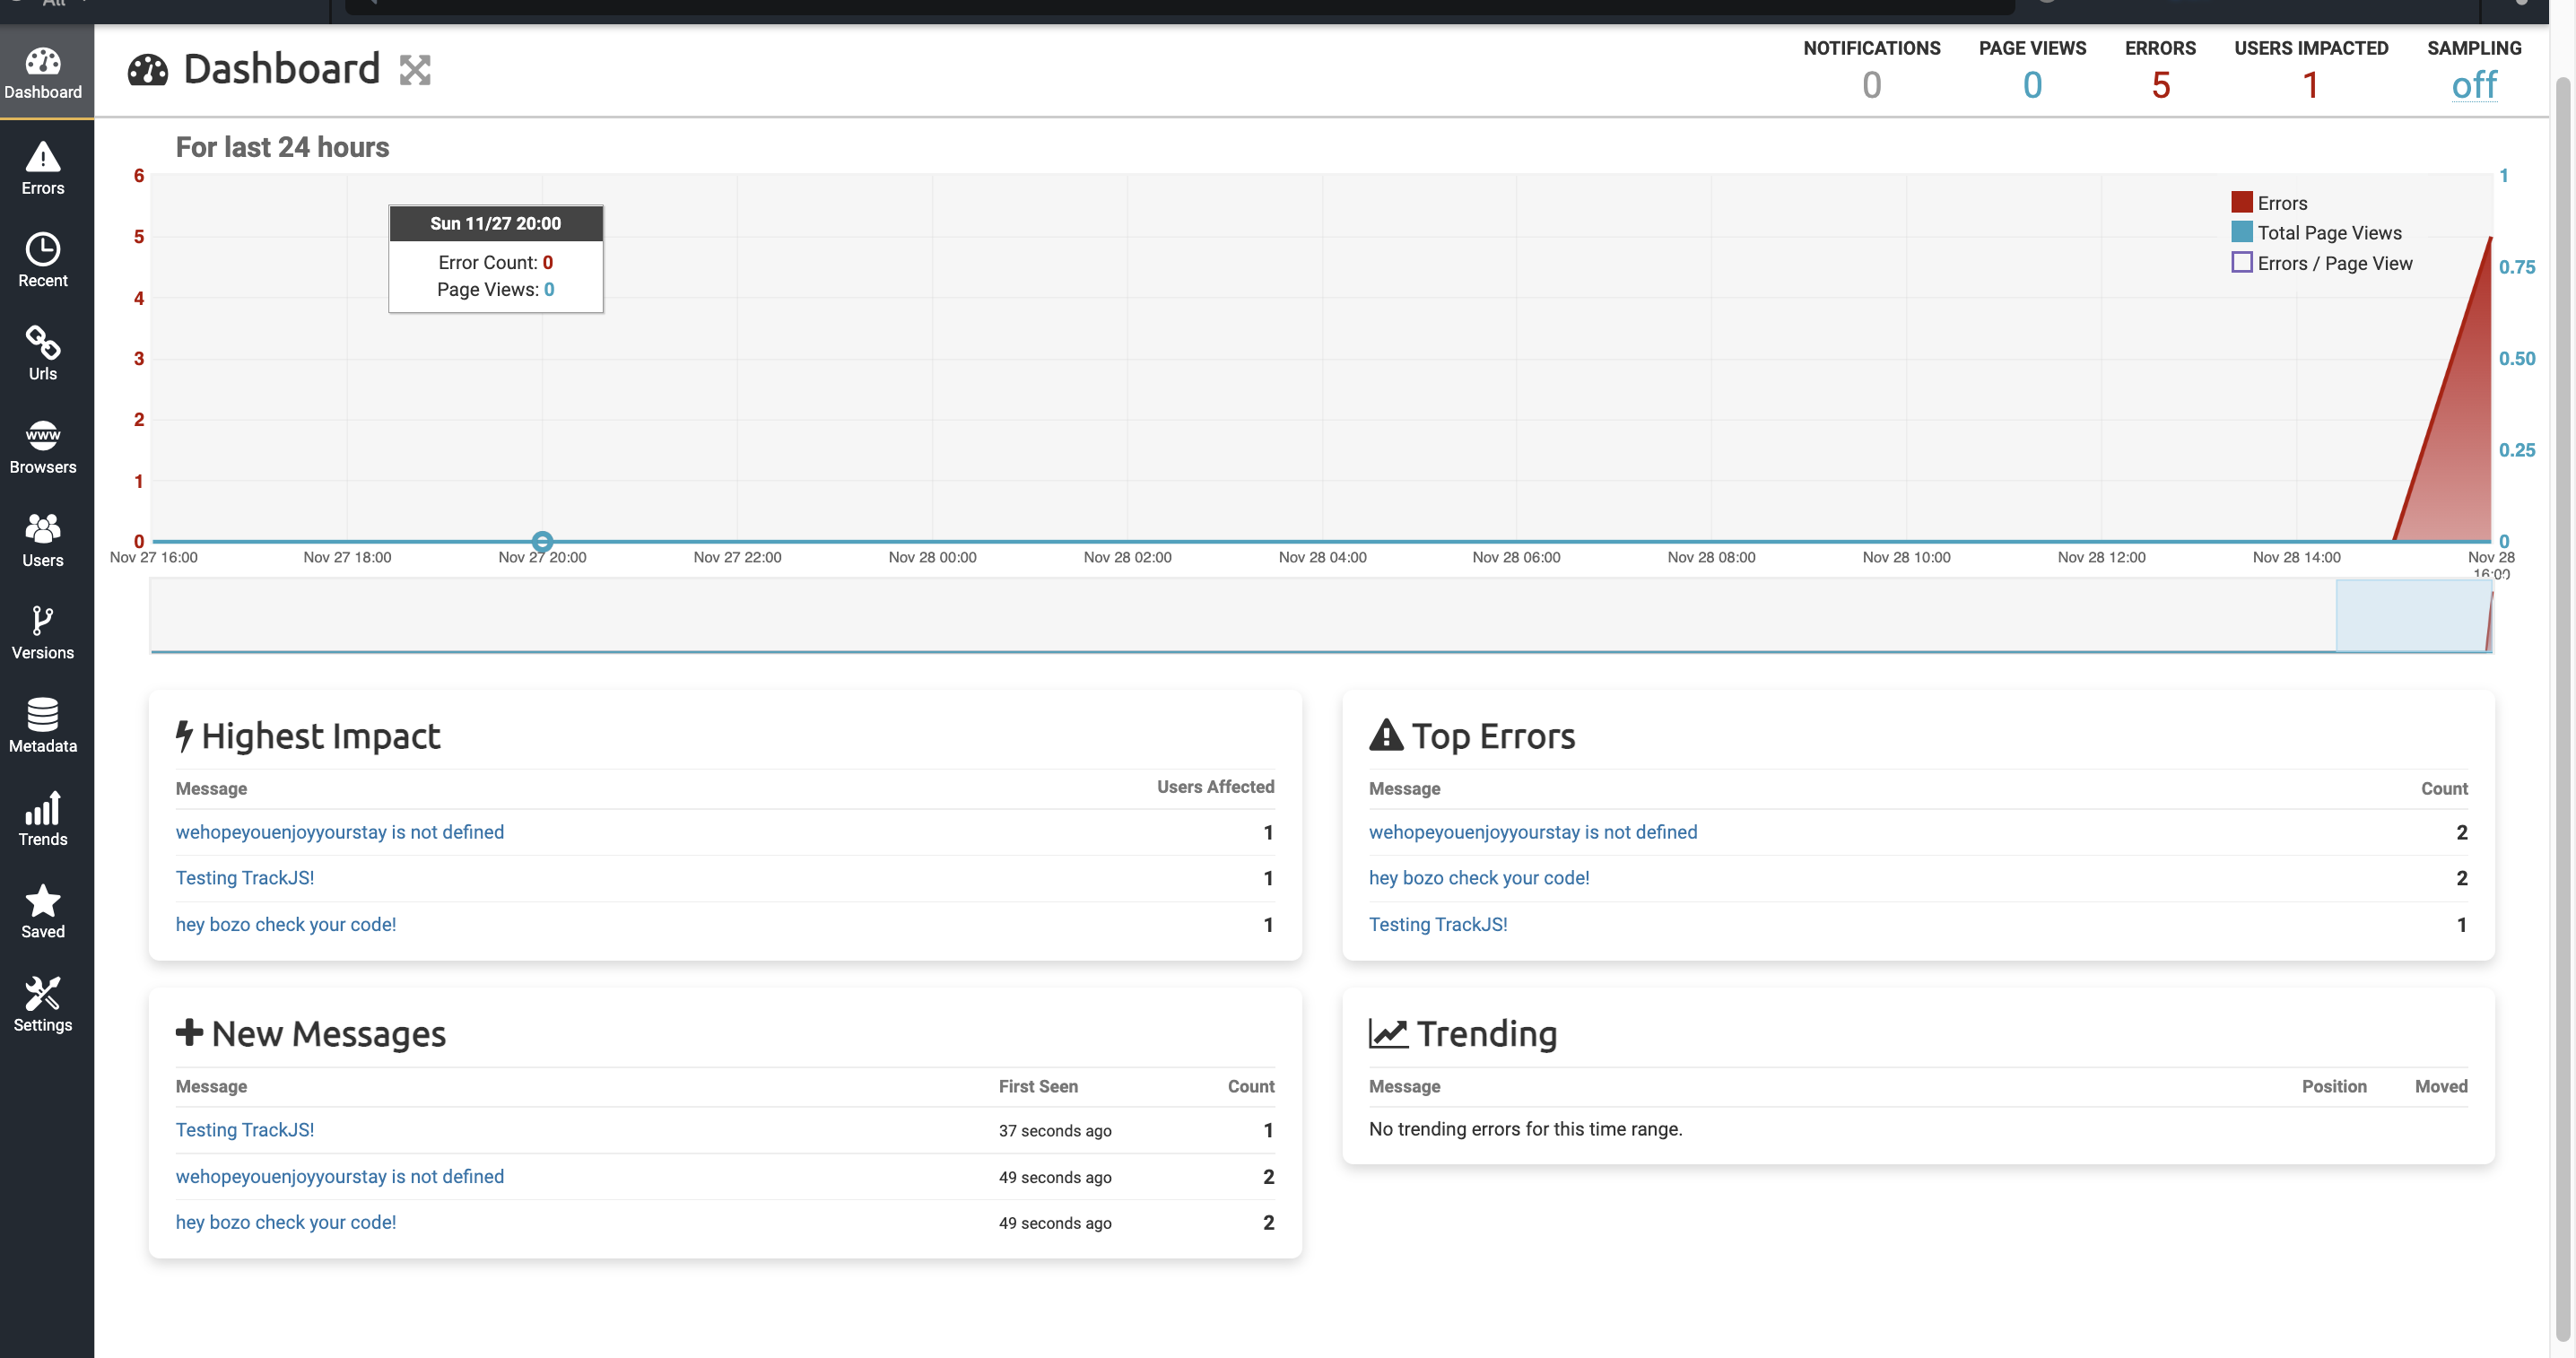 All
Dashboard
Errors
Recent
Urls
WWW
Browsers
Users
Versions
Metadata
Trends
Saved
Settings
Dashboard
NOTIFICATIONS PAGE VIEWS ERRORS USERS IMPACTED SAMPLING
0 0 5 1 off
For last 24 hours
6 1
5 0.75
4 0.50
3 0.25
2 0
1
0
Sun 11/27 20:00
Error Count: 0
Page Views: 0
Errors
Total Page Views
Errors / Page View
Nov 27 16:00 Nov 27 18:00 Nov 27 20:00 Nov 27 22:00 Nov 28 00:00 Nov 28 02:00 Nov 28 04:00 Nov 28 06:00 Nov 28 08:00 Nov 28 10:00 Nov 28 12:00 Nov 28 14:00 Nov 28
16:00
Highest Impact
Message Users Affected
wehopeyouenjoyyourstay is not defined 1
Testing TrackJS! 1
hey bozo check your code! 1
Top Errors
Message Count
wehopeyouenjoyyourstay is not defined 2
hey bozo check your code! 2
Testing TrackJS! 1
New Messages
Message First Seen Count
Testing TrackJS! 37 seconds ago 1
wehopeyouenjoyyourstay is not defined 49 seconds ago 2
hey bozo check your code! 49 seconds ago 2
Trending
Message Position Moved
No trending errors for this time range.